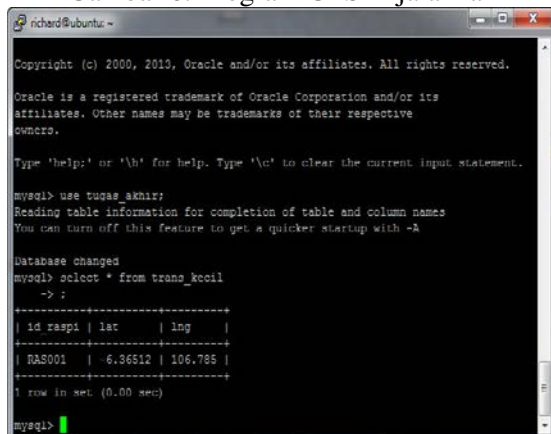 richard@ubuntu: ~
Copyright (c) 2000, 2013, Oracle and/or its affiliates. All rights reserved.
Oracle is a registered trademark of Oracle Corporation and/or its
affiliates. Other names may be trademarks of their respective
owners.
Type 'help;' or '\h' for help. Type '\c' to clear the current input statement.
mysql> use tugas_akhir;
Reading table information for completion of table and column names
You can turn off this feature to get a quicker startup with -A
Database changed
mysql> select * from trans_kecil
    -> ;
+----------+----------+---------+
| id_raspi | lat      | lng     |
+----------+----------+---------+
| RAS001   | -6.36512 | 106.785 |
+----------+----------+---------+
1 row in set (0.00 sec)
mysql>